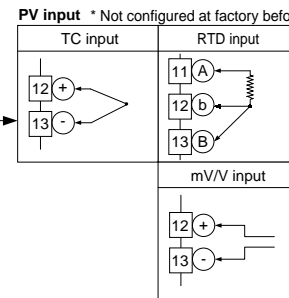 PV input * Not configured at factory befo
TC input
RTD input
12 +
13 -
11 A
12 b
13 B
mV/V input
12 +
13 -